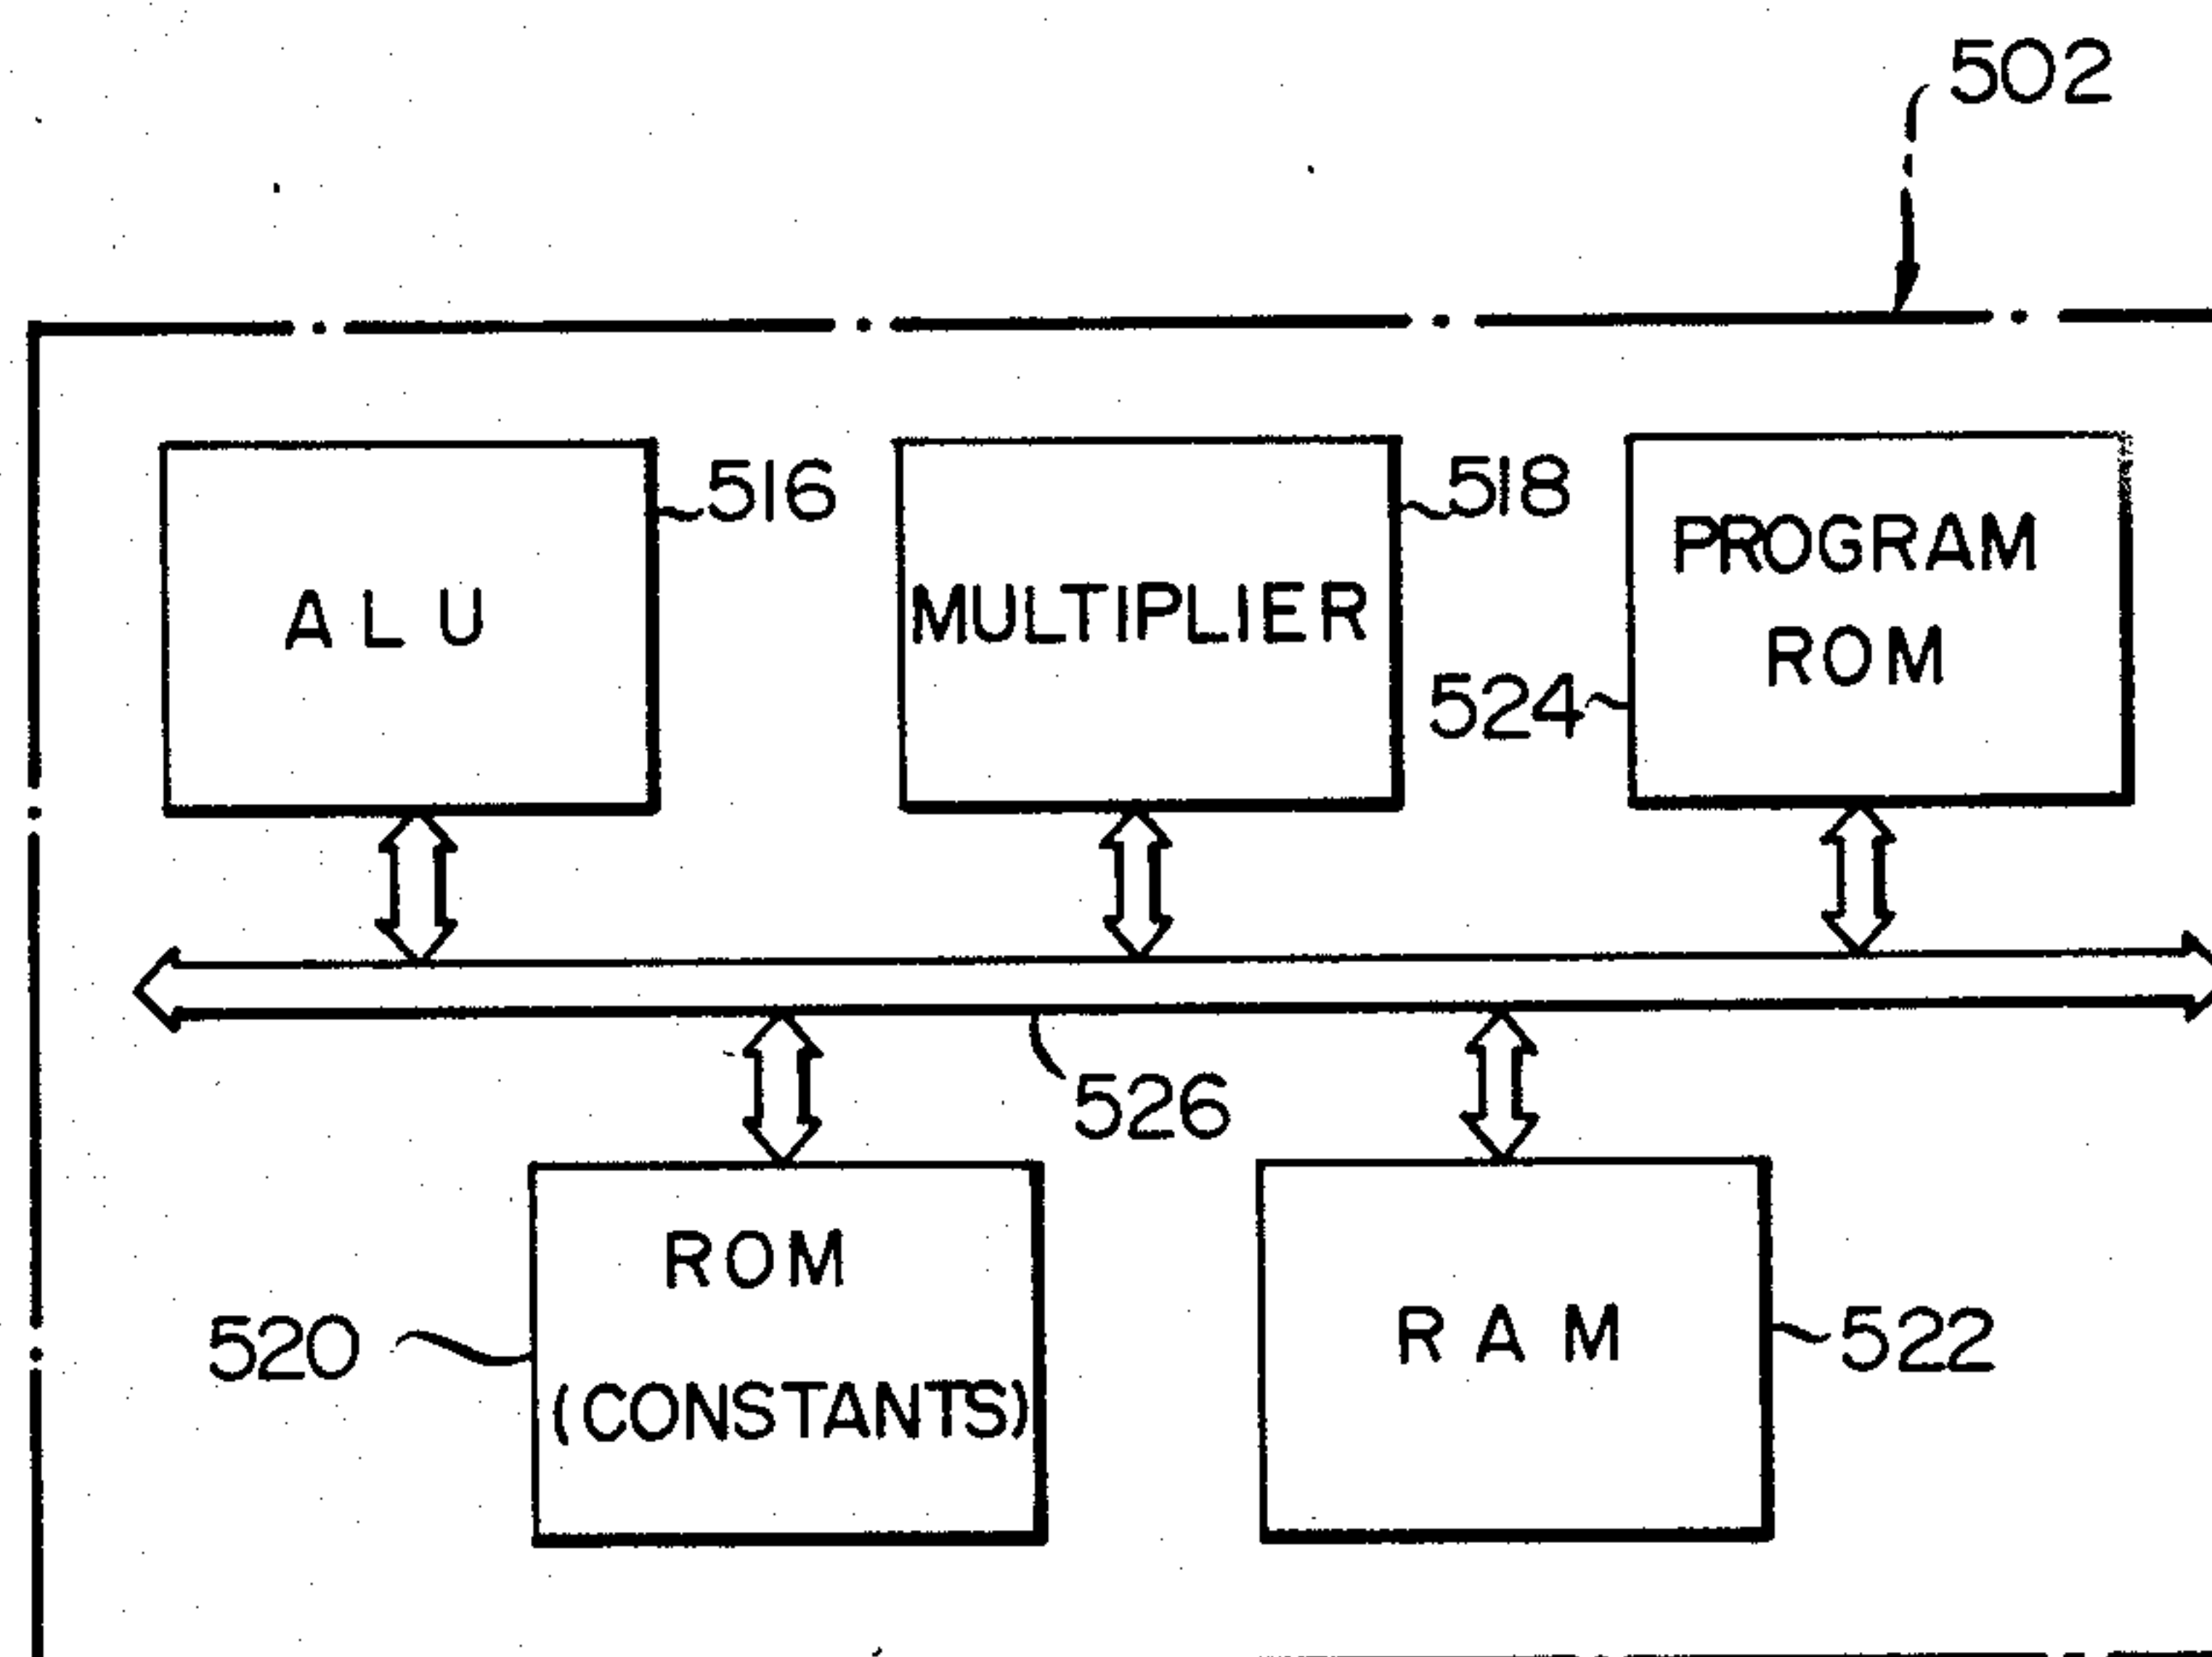 502
516
518
ALU
MULTIPLIER
PROGRAM
ROM
524
526
ROM
(CONSTANTS)
520
RAM
522